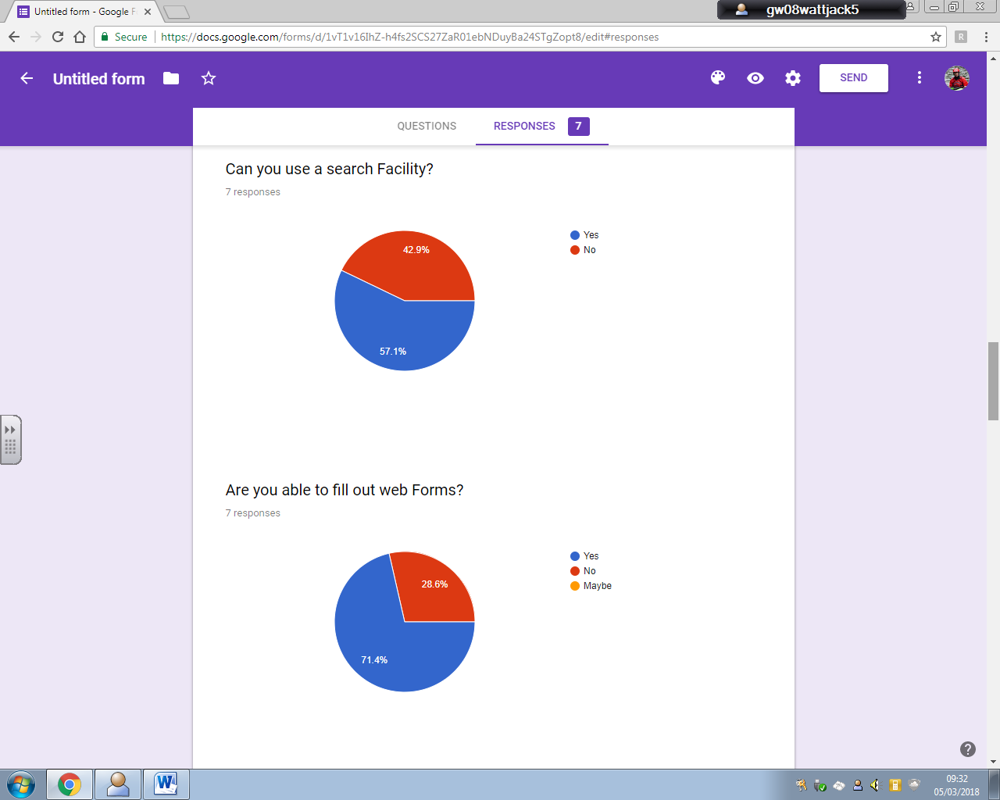 Untitled form - Google F
gw08wattjack5
Secure
https://docs.google.com/forms/d/1vT1v16IhZ-h4fs2SCS27ZaR01ebNDuyBa24STgZopt8/edit#responses
R
Untitled form
SEND
QUESTIONS
RESPONSES 7
Can you use a search Facility?
7 responses
Yes
No
42.9%
57.1%
Are you able to fill out web Forms?
7 responses
Yes
No
Maybe
28.6%
71.4%
?
W
09:32
05/03/2018